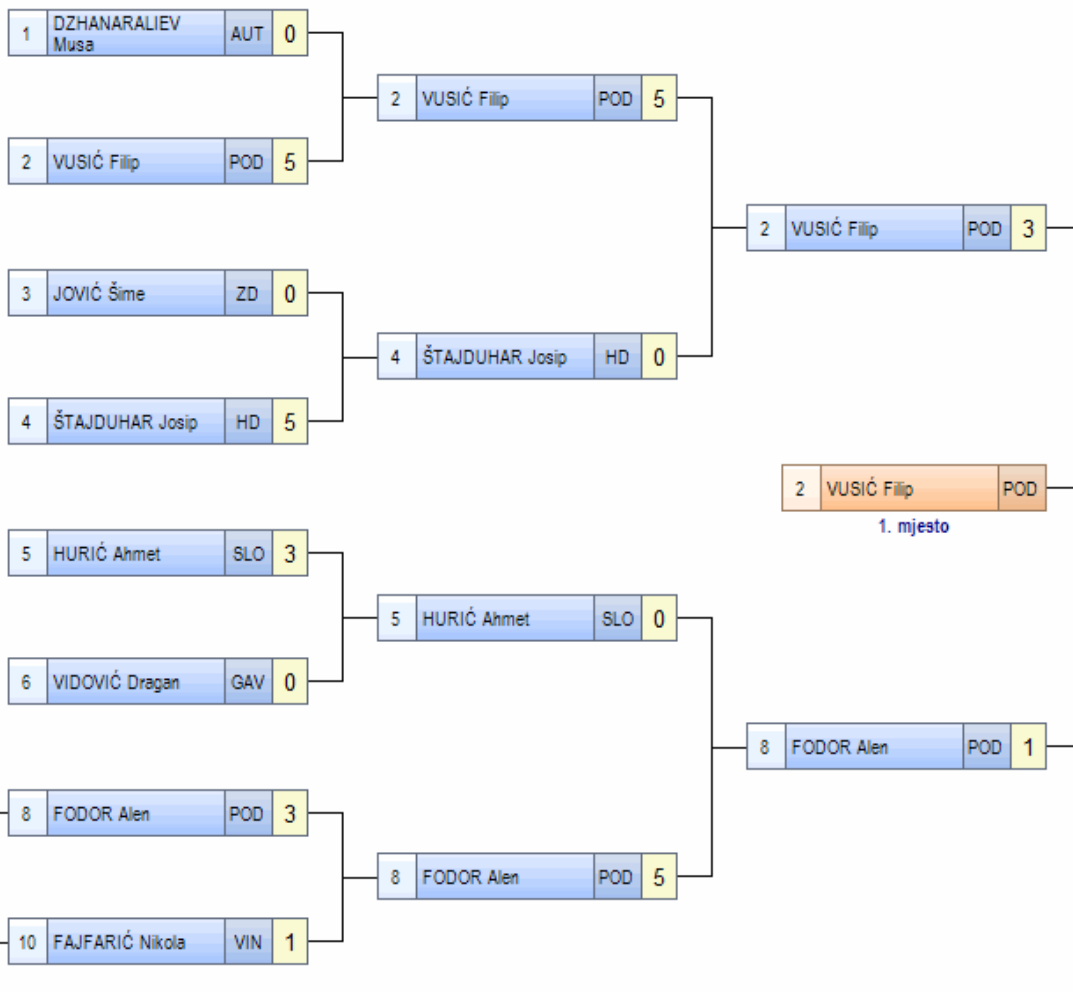 1 DZHANARALIEV Musa AUT 0
2 VUSIĆ Filip POD 5
2 VUSIĆ Filip POD 5
2 VUSIĆ Filip POD 3
3 JOVIĆ Šime ZD 0
4 ŠTAJDUHAR Josip HD 0
4 ŠTAJDUHAR Josip HD 5
2 VUSIĆ Filip POD
1. mjesto
5 HURIĆ Ahmet SLO 3
5 HURIĆ Ahmet SLO 0
6 VIDOVIĆ Dragan GAV 0
8 FODOR Alen POD 1
8 FODOR Alen POD 3
8 FODOR Alen POD 5
10 FAJFARIĆ Nikola VIN 1